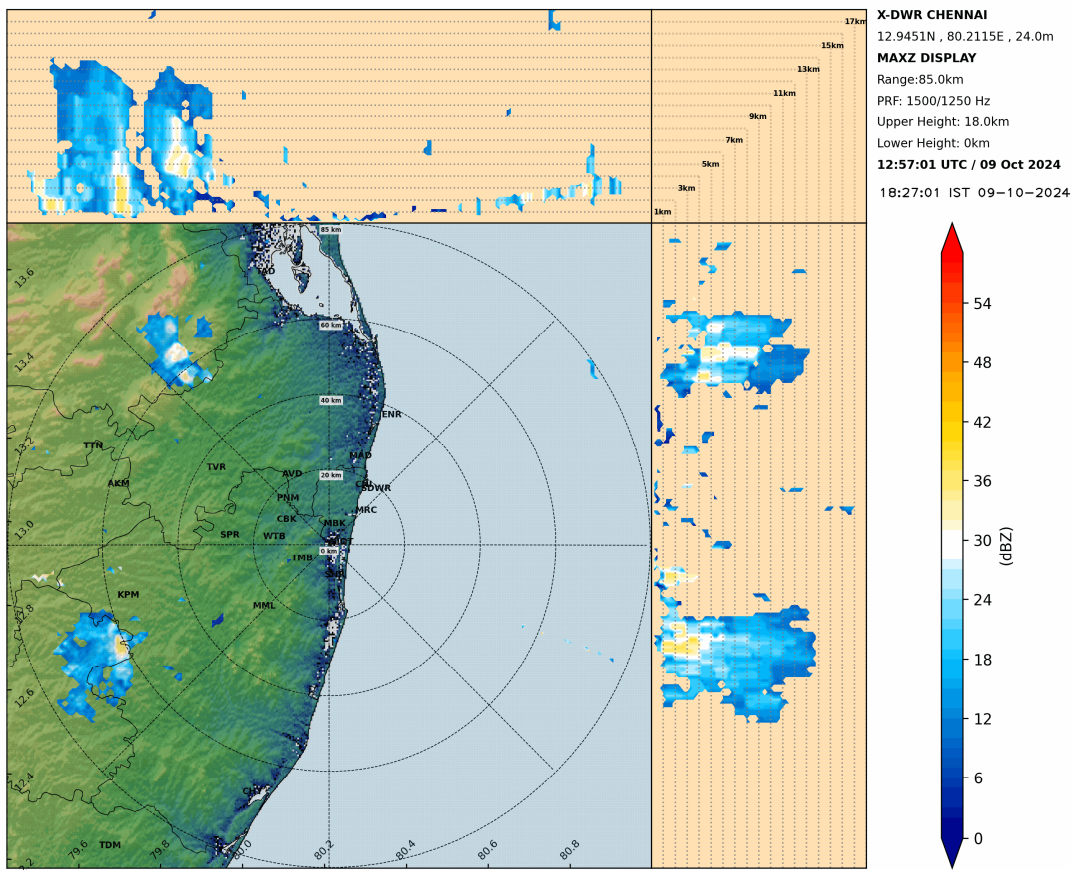 X-DWR CHENNAI
12.9451N , 80.2115E , 24.0m
MAXZ DISPLAY
Range:85.0km
PRF: 1500/1250 Hz
Upper Height: 18.0km
Lower Height: 0km
12:57:01 UTC / 09 Oct 2024
18:27:01 IST 09-10-2024
17km
15km
13km
11km
9km
7km
5km
3km
1km
85 km
TAD
13.6
60 km
13.4
40 km
ENR
13.2
TTN
MAD
TVR
AVD
20 km
AKM
SDWR
PNM
MRC
CBK
MBK
13.0
SPR
WTB
0 km
TMB
KPM
12.8
MML
12.6
12.4
CHY
TDM
79.6
79.8
80.0
80.2
80.4
80.6
80.8
54
48
42
36
30
24
18
12
6
0
(dBZ)